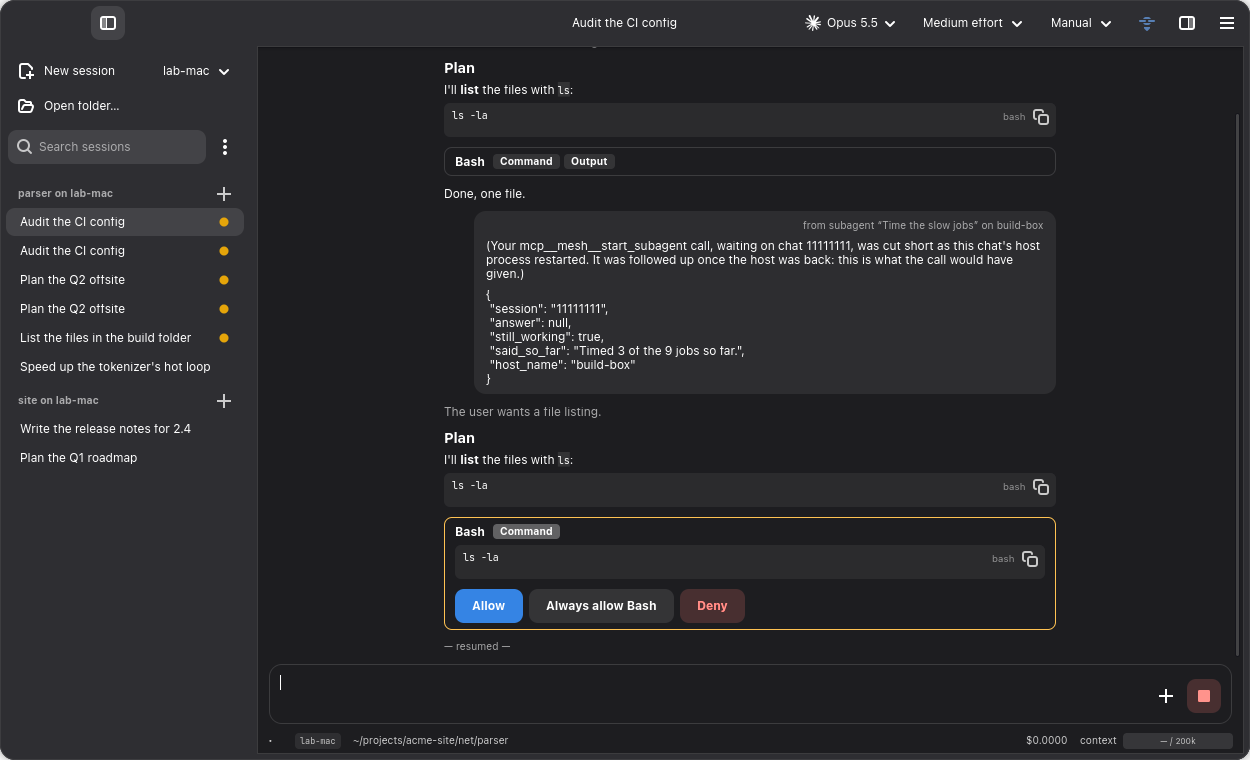 Audit the CI config
Opus 5.5
Medium effort
Manual
New session
lab-mac
Open folder...
Search sessions
parser on lab-mac
Audit the CI config
Audit the CI config
Plan the Q2 offsite
Plan the Q2 offsite
List the files in the build folder
Speed up the tokenizer's hot loop
site on lab-mac
Write the release notes for 2.4
Plan the Q1 roadmap
Plan
I'll list the files with ls:
ls -la
bash
Bash Command Output
Done, one file.
from subagent “Time the slow jobs” on build-box
(Your mcp__mesh__start_subagent call, waiting on chat 11111111, was cut short as this chat's host
process restarted. It was followed up once the host was back: this is what the call would have
given.)
{
"session": "11111111",
"answer": null,
"still_working": true,
"said_so_far": "Timed 3 of the 9 jobs so far.",
"host_name": "build-box"
}
The user wants a file listing.
Plan
I'll list the files with ls:
ls -la
bash
Bash Command
ls -la
bash
Allow
Always allow Bash
Deny
— resumed —
lab-mac
~/projects/acme-site/net/parser
$0.0000
context
— / 200k